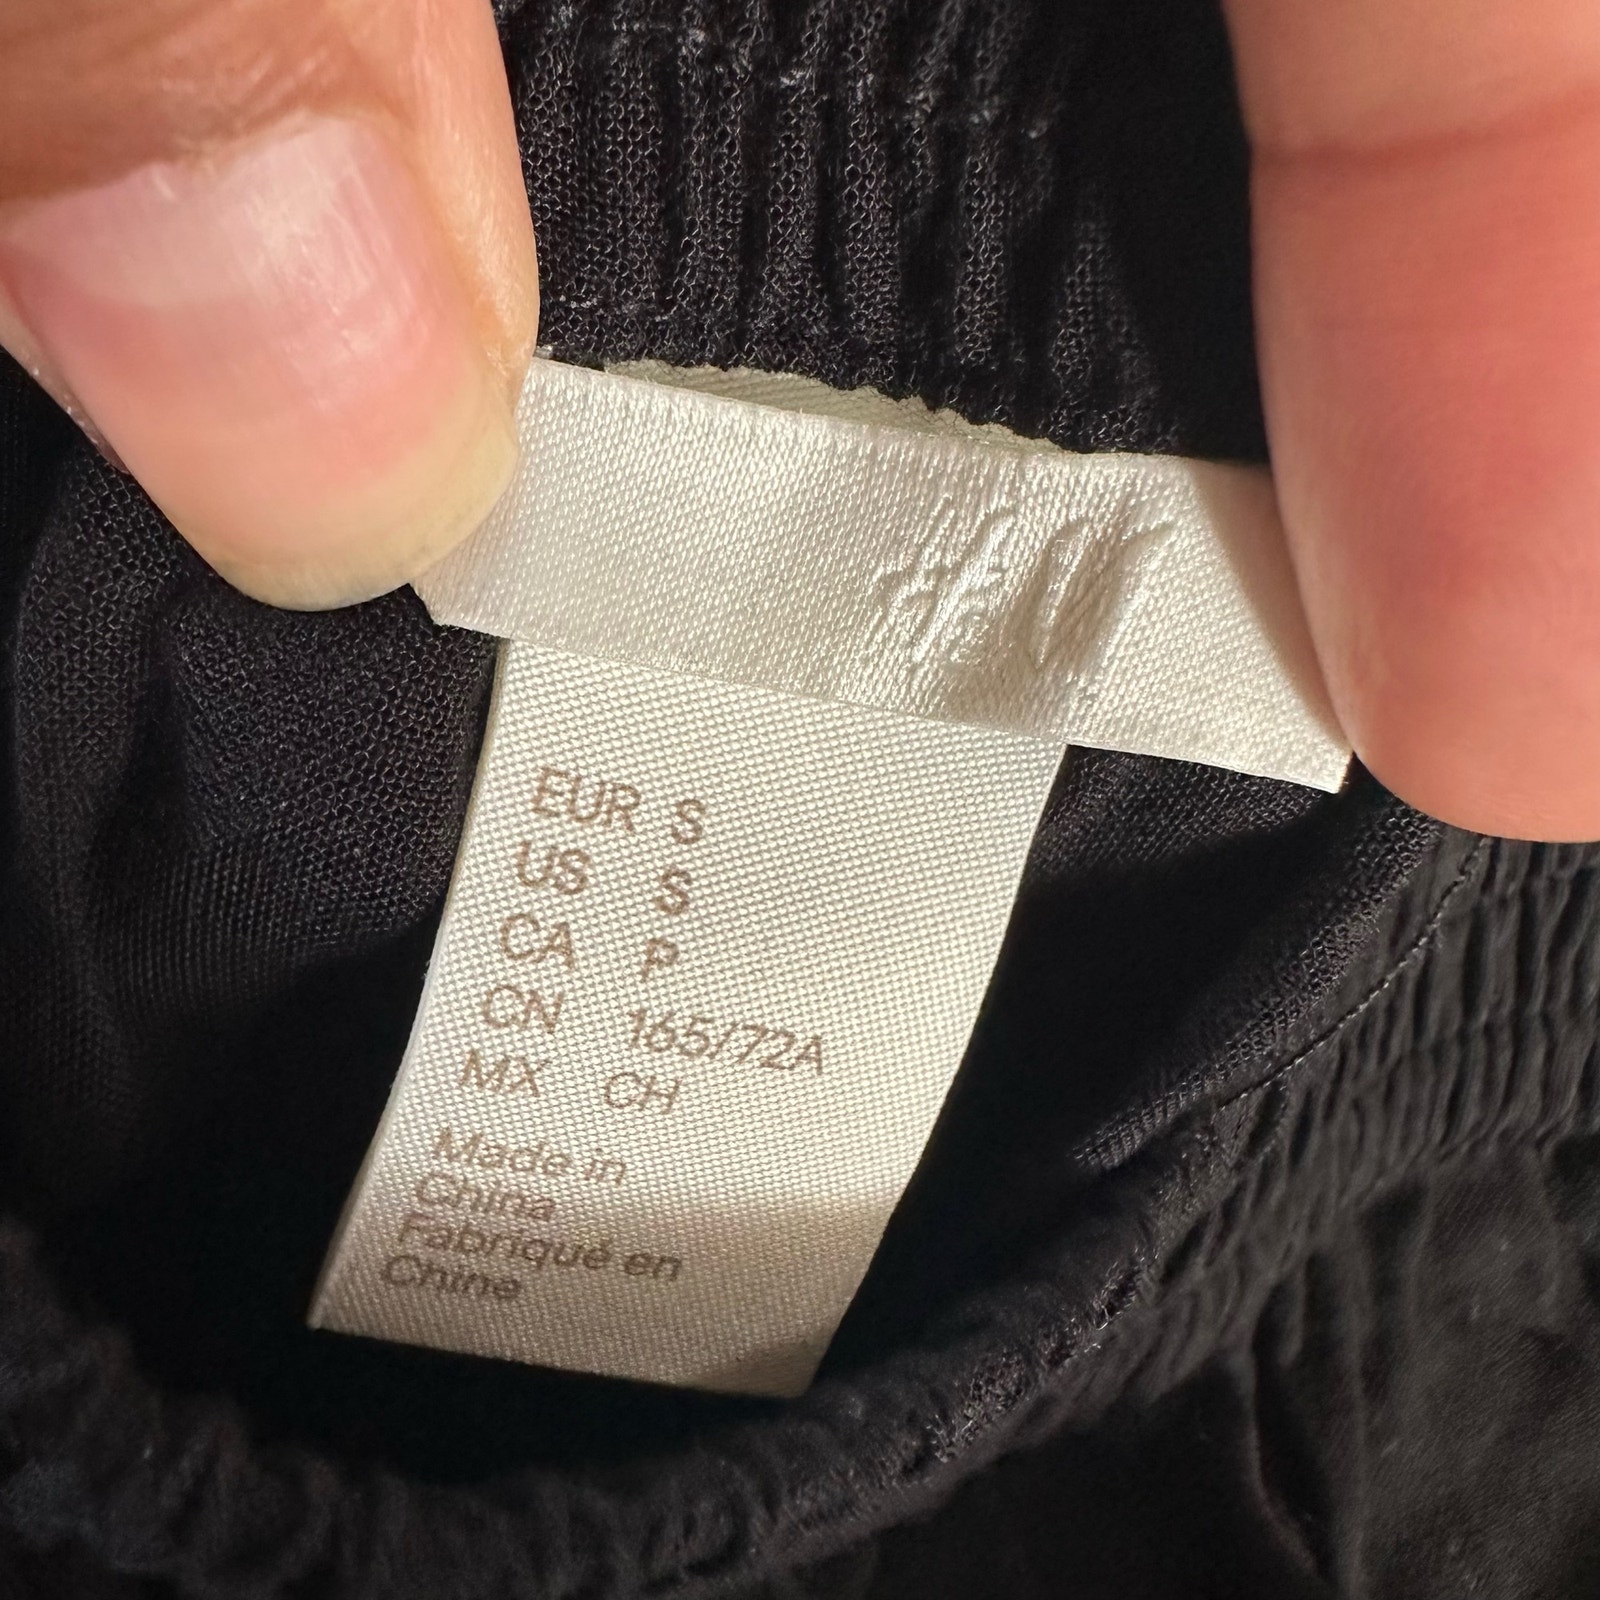 H&M
EUR S
US S
CA P
CN 165/72A
MX CH
Made in
China
Fabriqué en
Chine